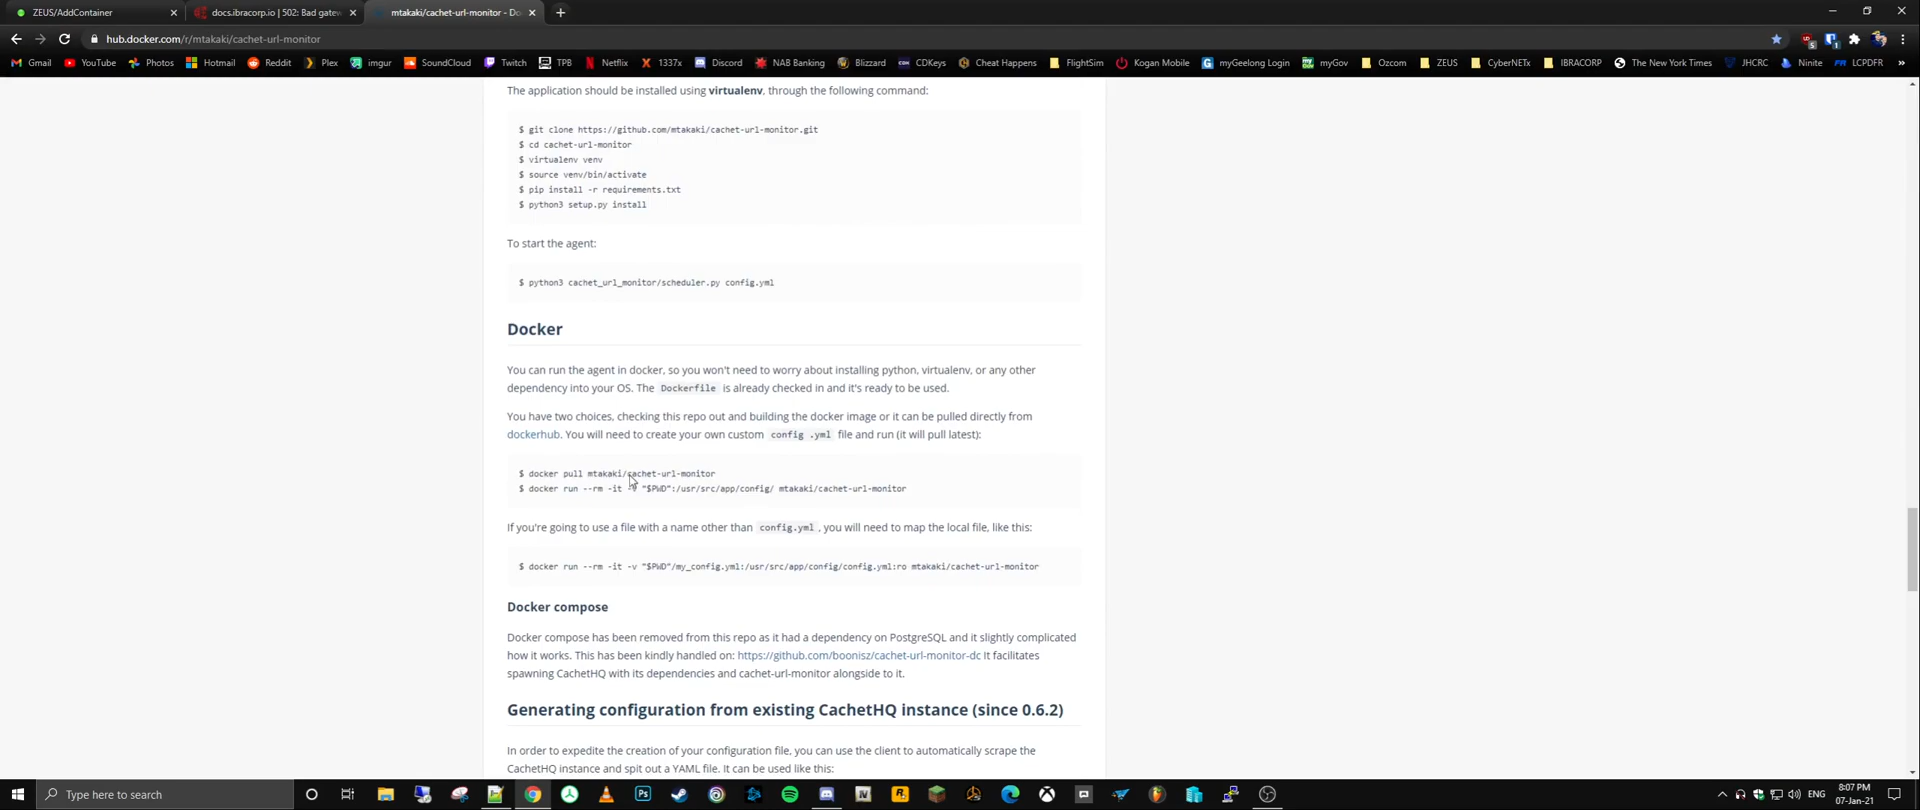 ZEUS/AddContainer
docs.ibracorp.io | 502: Bad gatew
mtakaki/cachet-url-monitor - Do
hub.docker.com/r/mtakaki/cachet-url-monitor
Gmail YouTube Photos Hotmail Reddit Plex imgur SoundCloud Twitch TPB Netflix 1337x Discord NAB Banking Blizzard CDKeys Cheat Happens FlightSim Kogan Mobile myGeelong Login myGov Ozcom ZEUS CyberNETx IBRACORP The New York Times JHCRC Ninite LCPDFR »
The application should be installed using virtualenv, through the following command:
$ git clone https://github.com/mtakaki/cachet-url-monitor.git
$ cd cachet-url-monitor
$ virtualenv venv
$ source venv/bin/activate
$ pip install -r requirements.txt
$ python3 setup.py install
To start the agent:
$ python3 cachet_url_monitor/scheduler.py config.yml
Docker
You can run the agent in docker, so you won't need to worry about installing python, virtualenv, or any other
dependency into your OS. The Dockerfile is already checked in and it's ready to be used.
You have two choices, checking this repo out and building the docker image or it can be pulled directly from
dockerhub. You will need to create your own custom config .yml file and run (it will pull latest):
$ docker pull mtakaki/cachet-url-monitor
$ docker run --rm -it -v "$PWD":/usr/src/app/config/ mtakaki/cachet-url-monitor
If you're going to use a file with a name other than config.yml, you will need to map the local file, like this:
$ docker run --rm -it -v "$PWD"/my_config.yml:/usr/src/app/config/config.yml:ro mtakaki/cachet-url-monitor
Docker compose
Docker compose has been removed from this repo as it had a dependency on PostgreSQL and it slightly complicated
how it works. This has been kindly handled on: https://github.com/boonisz/cachet-url-monitor-dc It facilitates
spawning CachetHQ with its dependencies and cachet-url-monitor alongside to it.
Generating configuration from existing CachetHQ instance (since 0.6.2)
In order to expedite the creation of your configuration file, you can use the client to automatically scrape the
CachetHQ instance and spit out a YAML file. It can be used like this:
Type here to search
ENG
8:07 PM
07-Jan-21